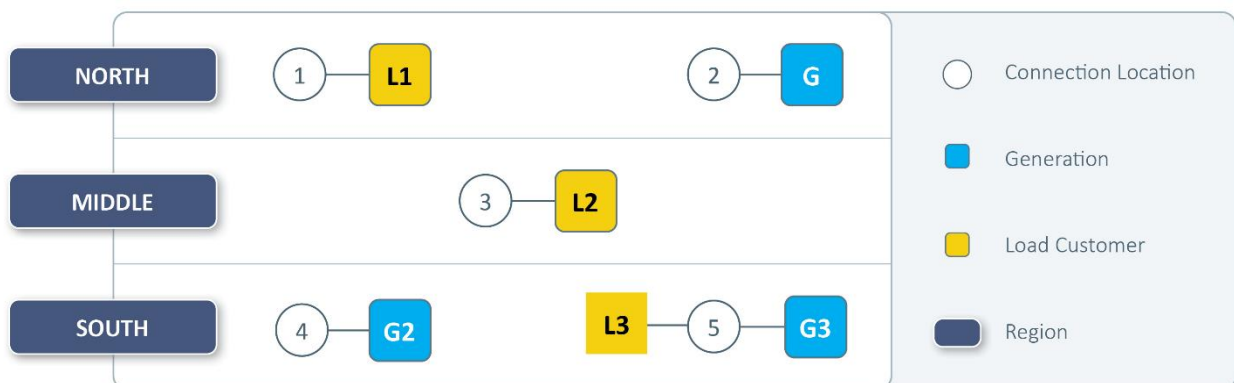 NORTH
1
L1
2
G
MIDDLE
3
L2
SOUTH
4
G2
L3
5
G3
Connection Location
Generation
Load Customer
Region